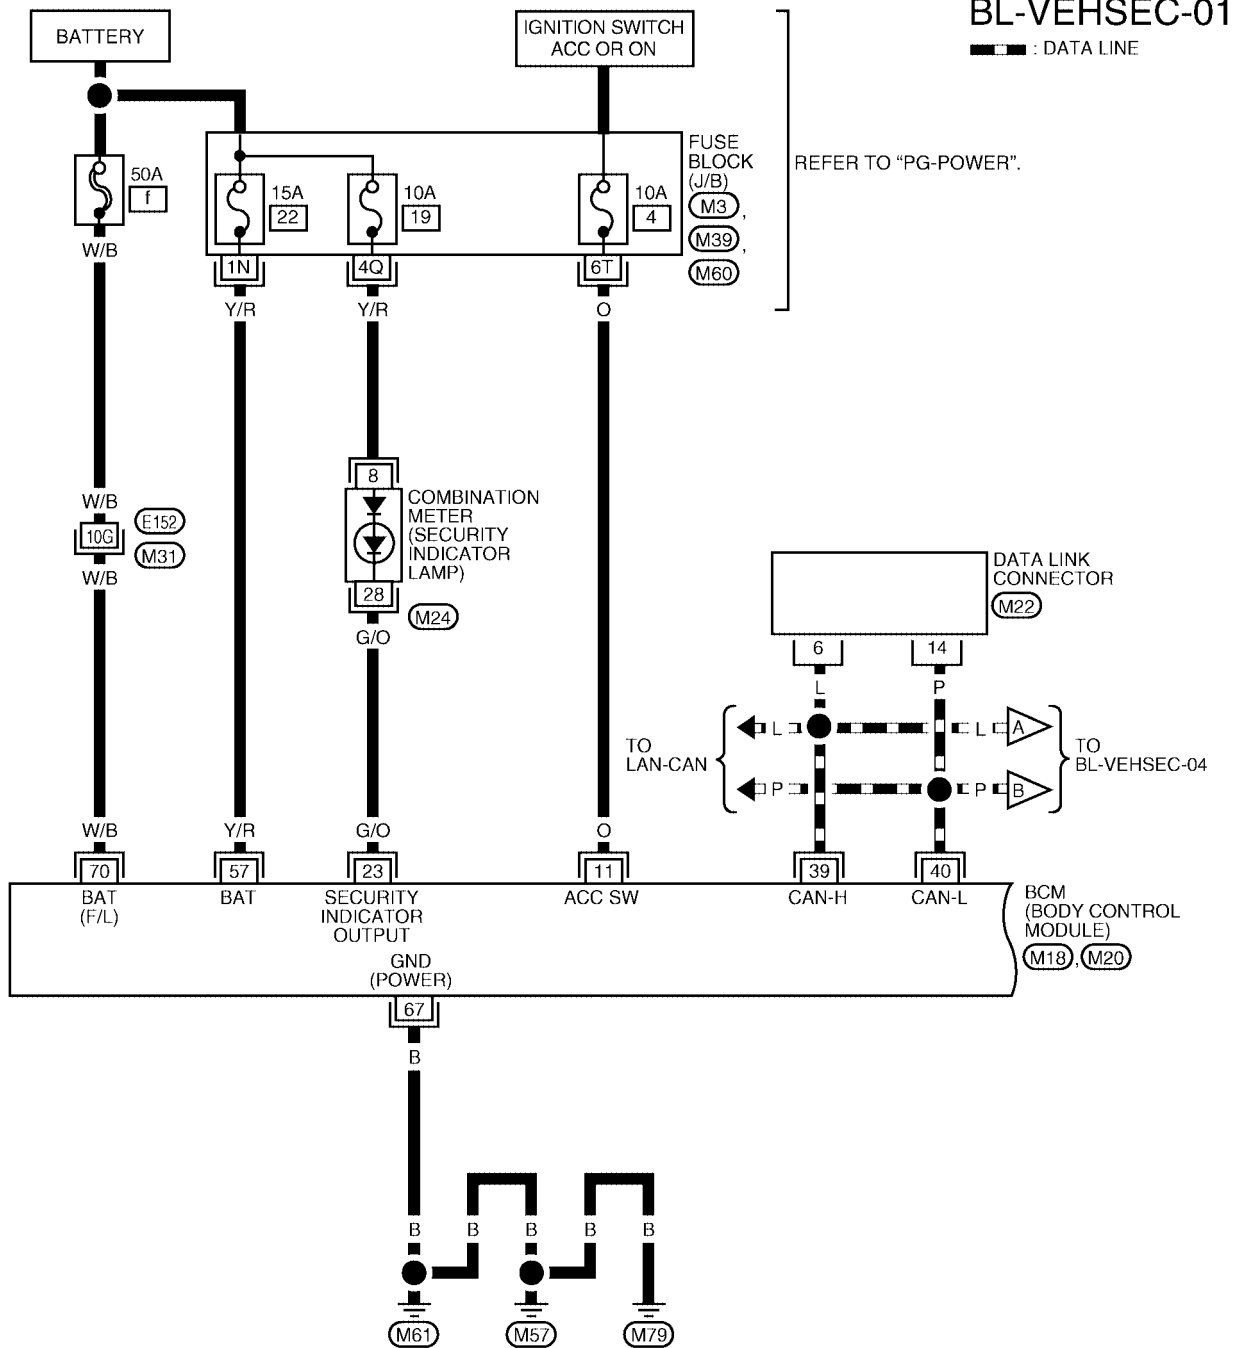 BL-VEHSEC-01
: DATA LINE
BATTERY
IGNITION SWITCH
ACC OR ON
FUSE
BLOCK
(J/B)
M3 ,
M39 ,
M60
REFER TO "PG-POWER".
50A
f
15A
22
10A
19
10A
4
W/B
1N
4Q
6T
Y/R
Y/R
O
8
COMBINATION
METER
(SECURITY
INDICATOR
LAMP)
28
M24
G/O
W/B
10G
E152
M31
W/B
DATA LINK
CONNECTOR
M22
6
14
L
P
TO
LAN-CAN
L
L
A
P
P
B
TO
BL-VEHSEC-04
W/B
Y/R
G/O
O
70
57
23
11
39
40
BAT
(F/L)
BAT
SECURITY
INDICATOR
OUTPUT
ACC SW
CAN-H
CAN-L
BCM
(BODY CONTROL
MODULE)
M18 , M20
GND
(POWER)
67
B
B
B
B
B
B
M61
M57
M79